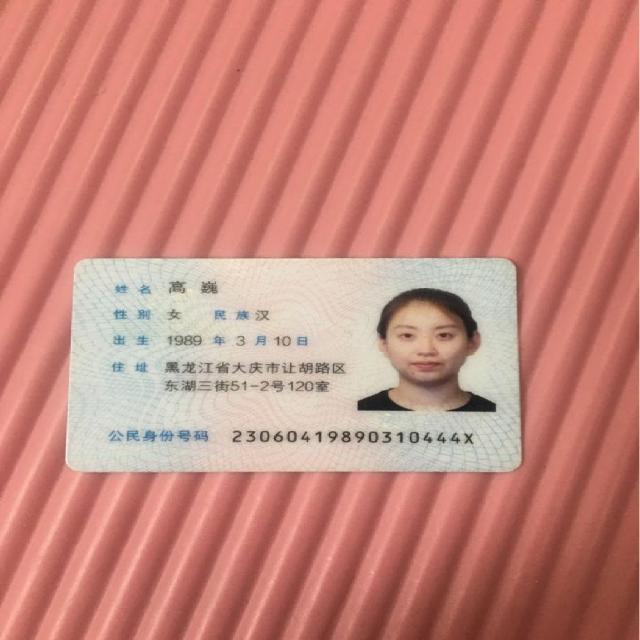 姓名 高巍
性别 女 民族 汉
出生 1989 年 3 月 10 日
住址 黑龙江省大庆市让胡路区
东湖三街51-2号120室
公民身份号码 23060419890310444X